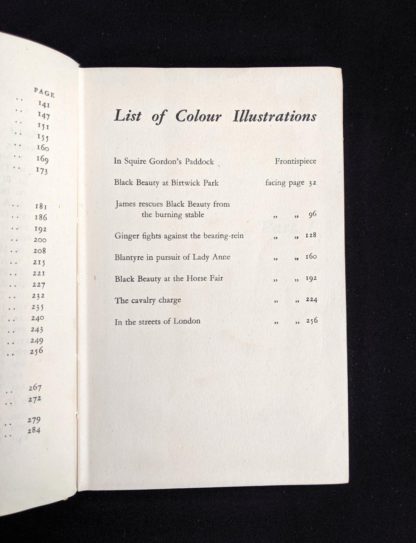 PAGE
.. 141
.. 147
.. 151
.. 155
.. 160
.. 169
.. 173
.. 181
.. 186
.. 192
.. 200
.. 208
.. 215
.. 221
.. 227
.. 232
.. 235
.. 240
.. 243
.. 249
.. 256
.. 267
.. 272
.. 279
.. 284
List of Colour Illustrations
In Squire Gordon's Paddock . Frontispiece
Black Beauty at Birtwick Park facing page 32
James rescues Black Beauty from
the burning stable „ „ 96
Ginger fights against the bearing-rein „ „ 128
Blantyre in pursuit of Lady Anne „ „ 160
Black Beauty at the Horse Fair „ „ 192
The cavalry charge „ „ 224
In the streets of London „ „ 256